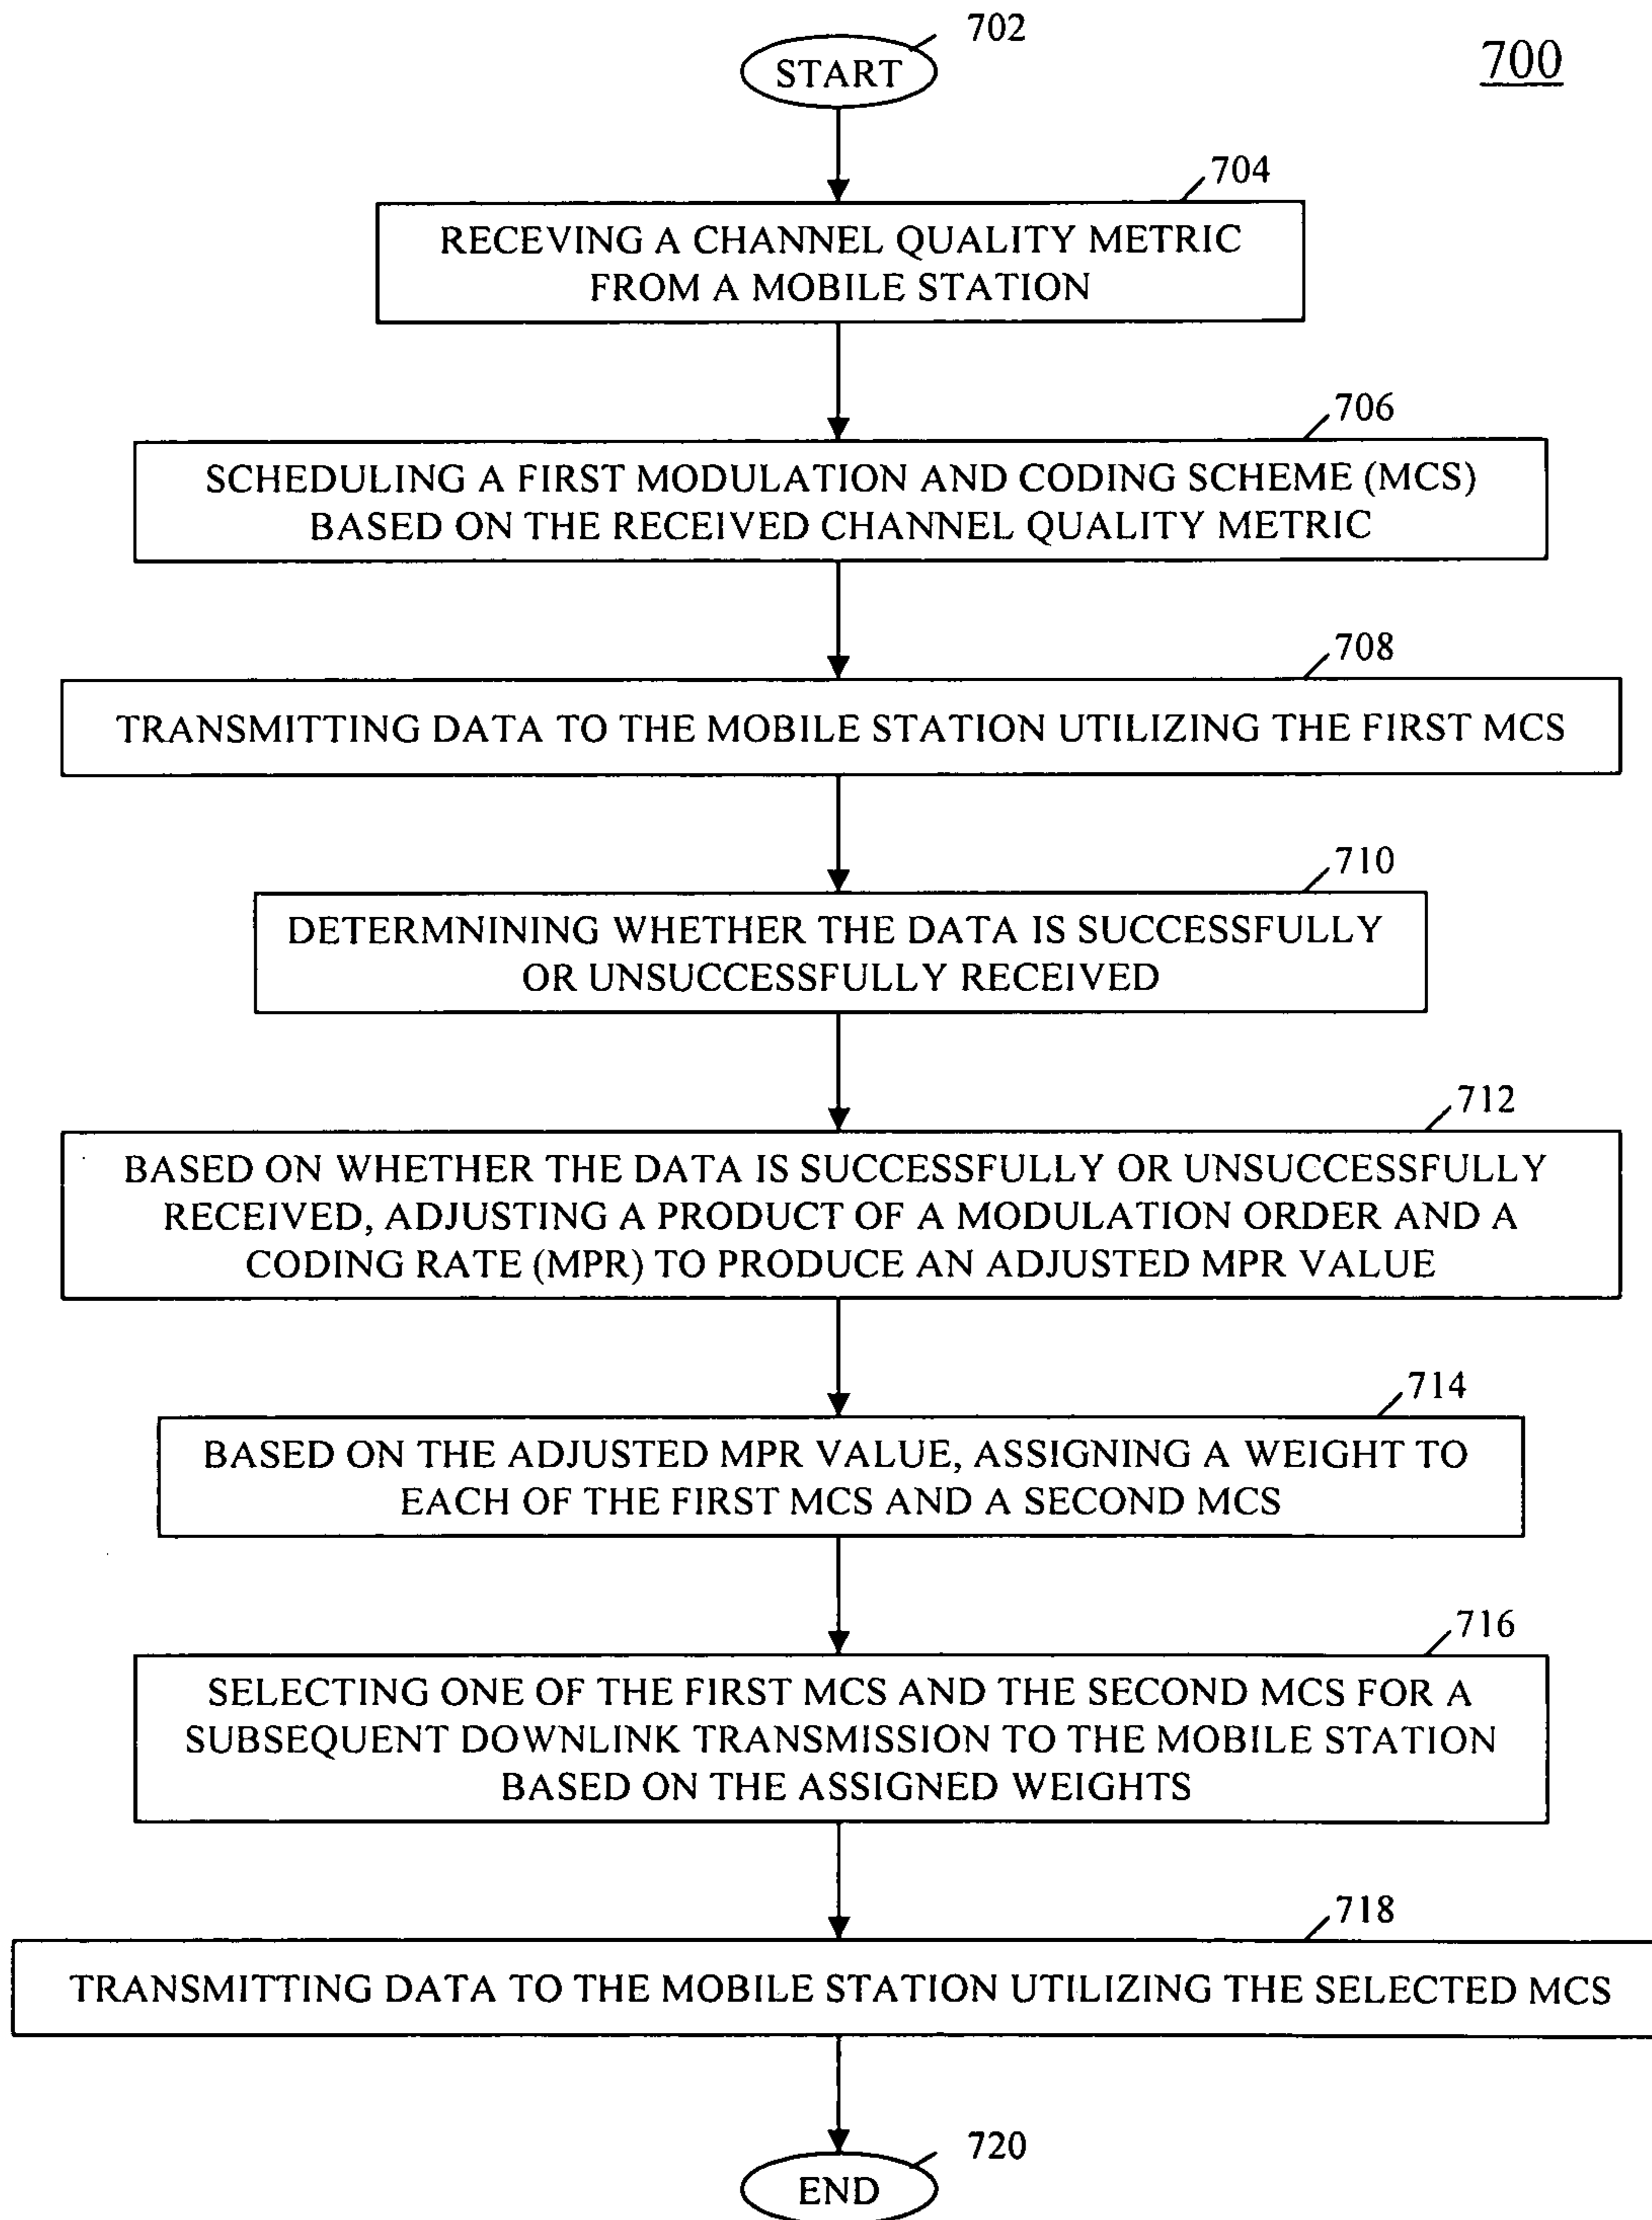 702
START
700
704
RECEVING A CHANNEL QUALITY METRIC
FROM A MOBILE STATION
706
SCHEDULING A FIRST MODULATION AND CODING SCHEME (MCS)
BASED ON THE RECEIVED CHANNEL QUALITY METRIC
708
TRANSMITTING DATA TO THE MOBILE STATION UTILIZING THE FIRST MCS
710
DETERMNINING WHETHER THE DATA IS SUCCESSFULLY
OR UNSUCCESSFULLY RECEIVED
712
BASED ON WHETHER THE DATA IS SUCCESSFULLY OR UNSUCCESSFULLY
RECEIVED, ADJUSTING A PRODUCT OF A MODULATION ORDER AND A
CODING RATE (MPR) TO PRODUCE AN ADJUSTED MPR VALUE
714
BASED ON THE ADJUSTED MPR VALUE, ASSIGNING A WEIGHT TO
EACH OF THE FIRST MCS AND A SECOND MCS
716
SELECTING ONE OF THE FIRST MCS AND THE SECOND MCS FOR A
SUBSEQUENT DOWNLINK TRANSMISSION TO THE MOBILE STATION
BASED ON THE ASSIGNED WEIGHTS
718
TRANSMITTING DATA TO THE MOBILE STATION UTILIZING THE SELECTED MCS
720
END